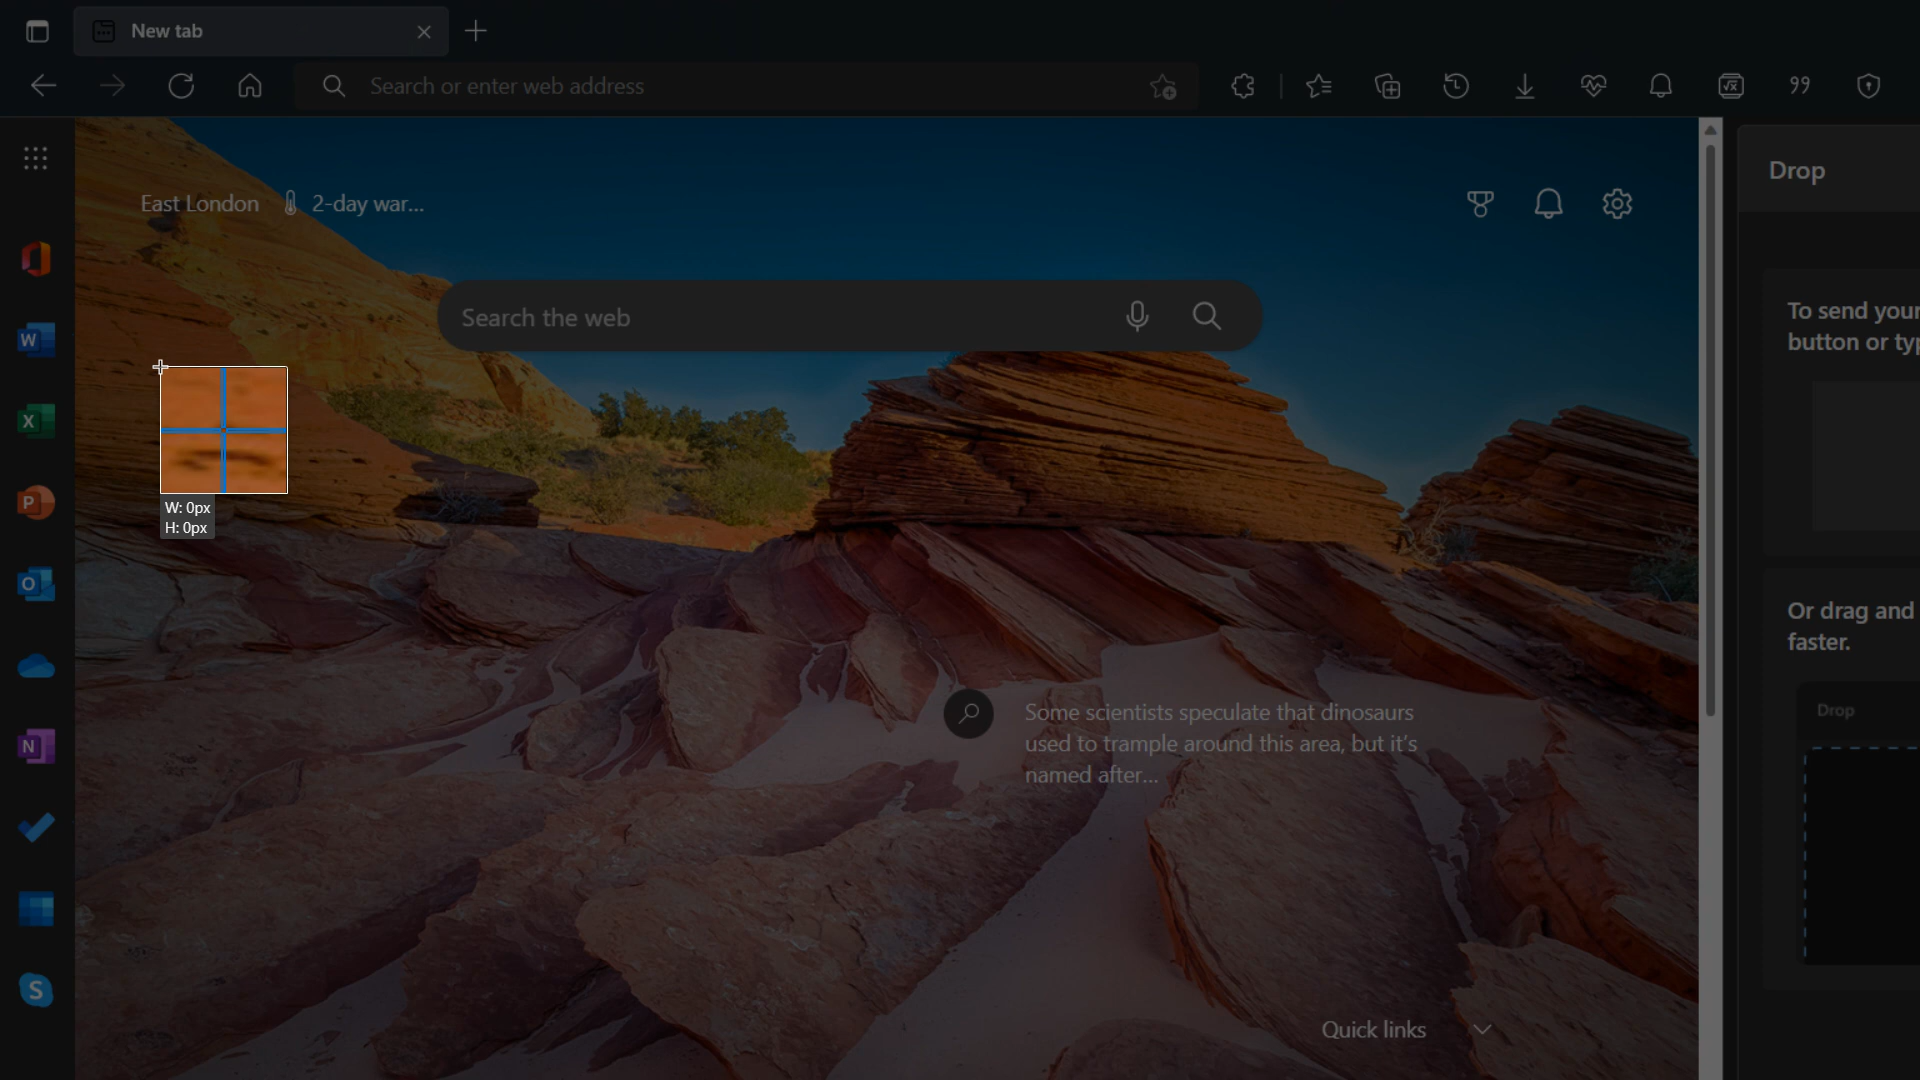 New tab
Search or enter web address
East London 2-day war...
Drop
Search the web
To send your
button or typ
W: 0px
H: 0px
Or drag and
faster.
Drop
Some scientists speculate that dinosaurs
used to trample around this area, but it's
named after...
Quick links
W
X
P
O
N
S